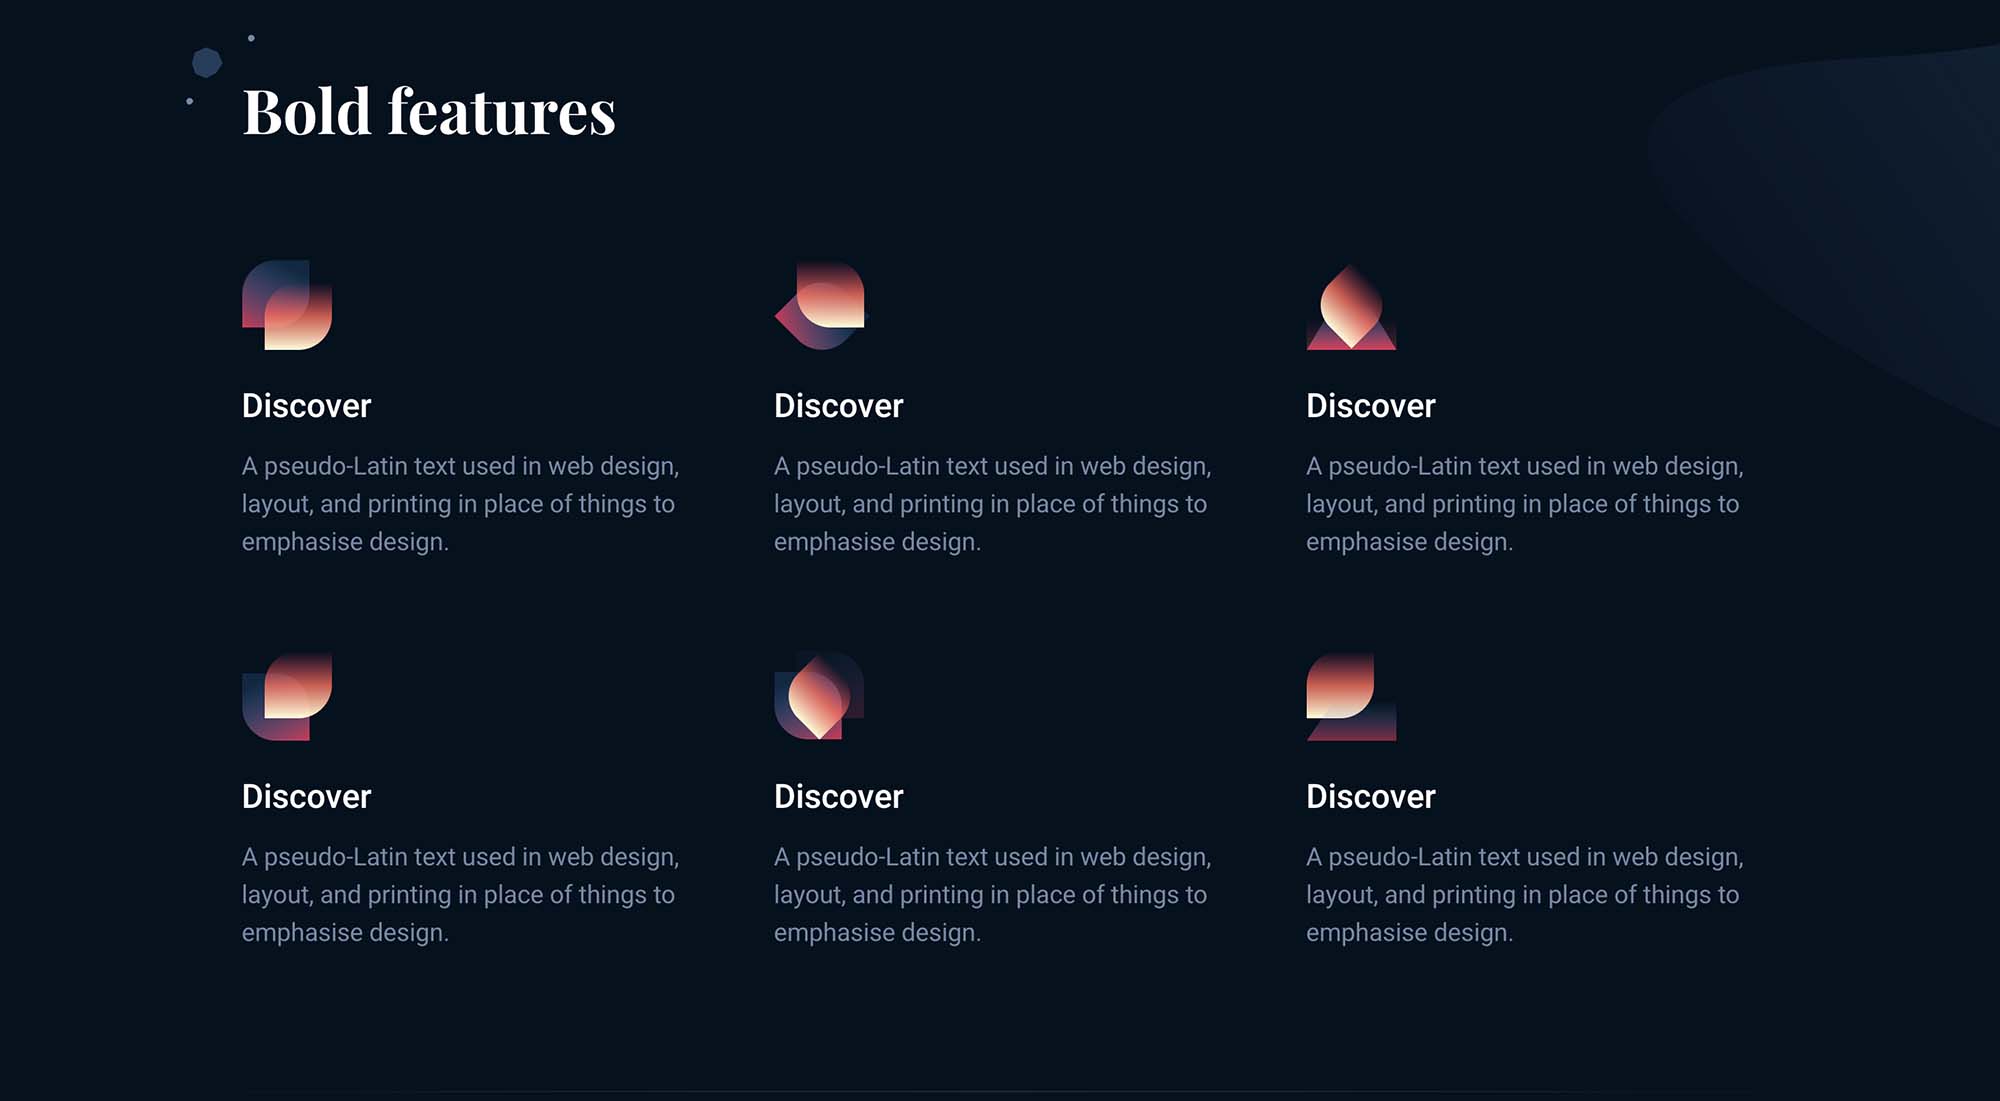 Bold features
Discover
A pseudo-Latin text used in web design,
layout, and printing in place of things to
emphasise design.
Discover
A pseudo-Latin text used in web design,
layout, and printing in place of things to
emphasise design.
Discover
A pseudo-Latin text used in web design,
layout, and printing in place of things to
emphasise design.
Discover
A pseudo-Latin text used in web design,
layout, and printing in place of things to
emphasise design.
Discover
A pseudo-Latin text used in web design,
layout, and printing in place of things to
emphasise design.
Discover
A pseudo-Latin text used in web design,
layout, and printing in place of things to
emphasise design.